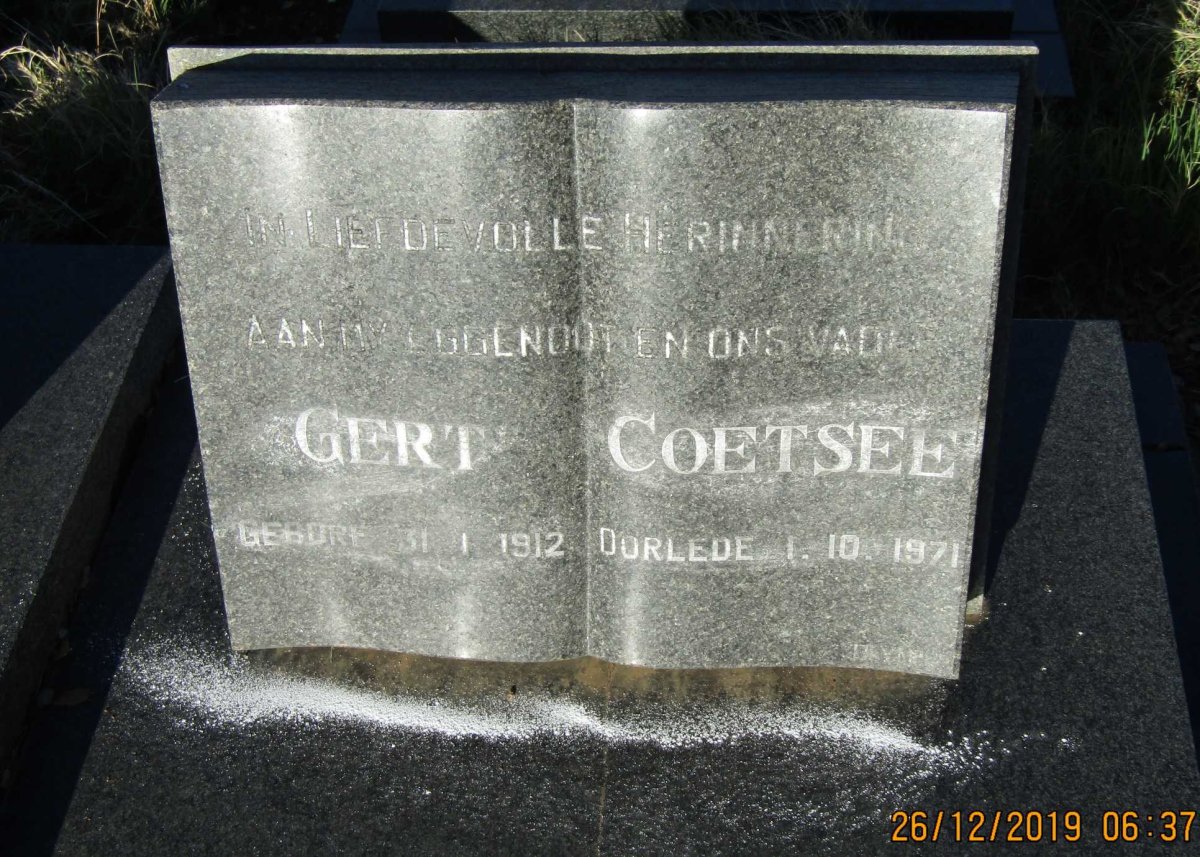 IN LIEFDEVOLLE HERINNERING
AAN MY EGGENOOT EN ONS VADER
GERT COETSEE
GEBORE 31. 1. 1912 OORLEDE 1. 10. 1971
26/12/2019 06:37